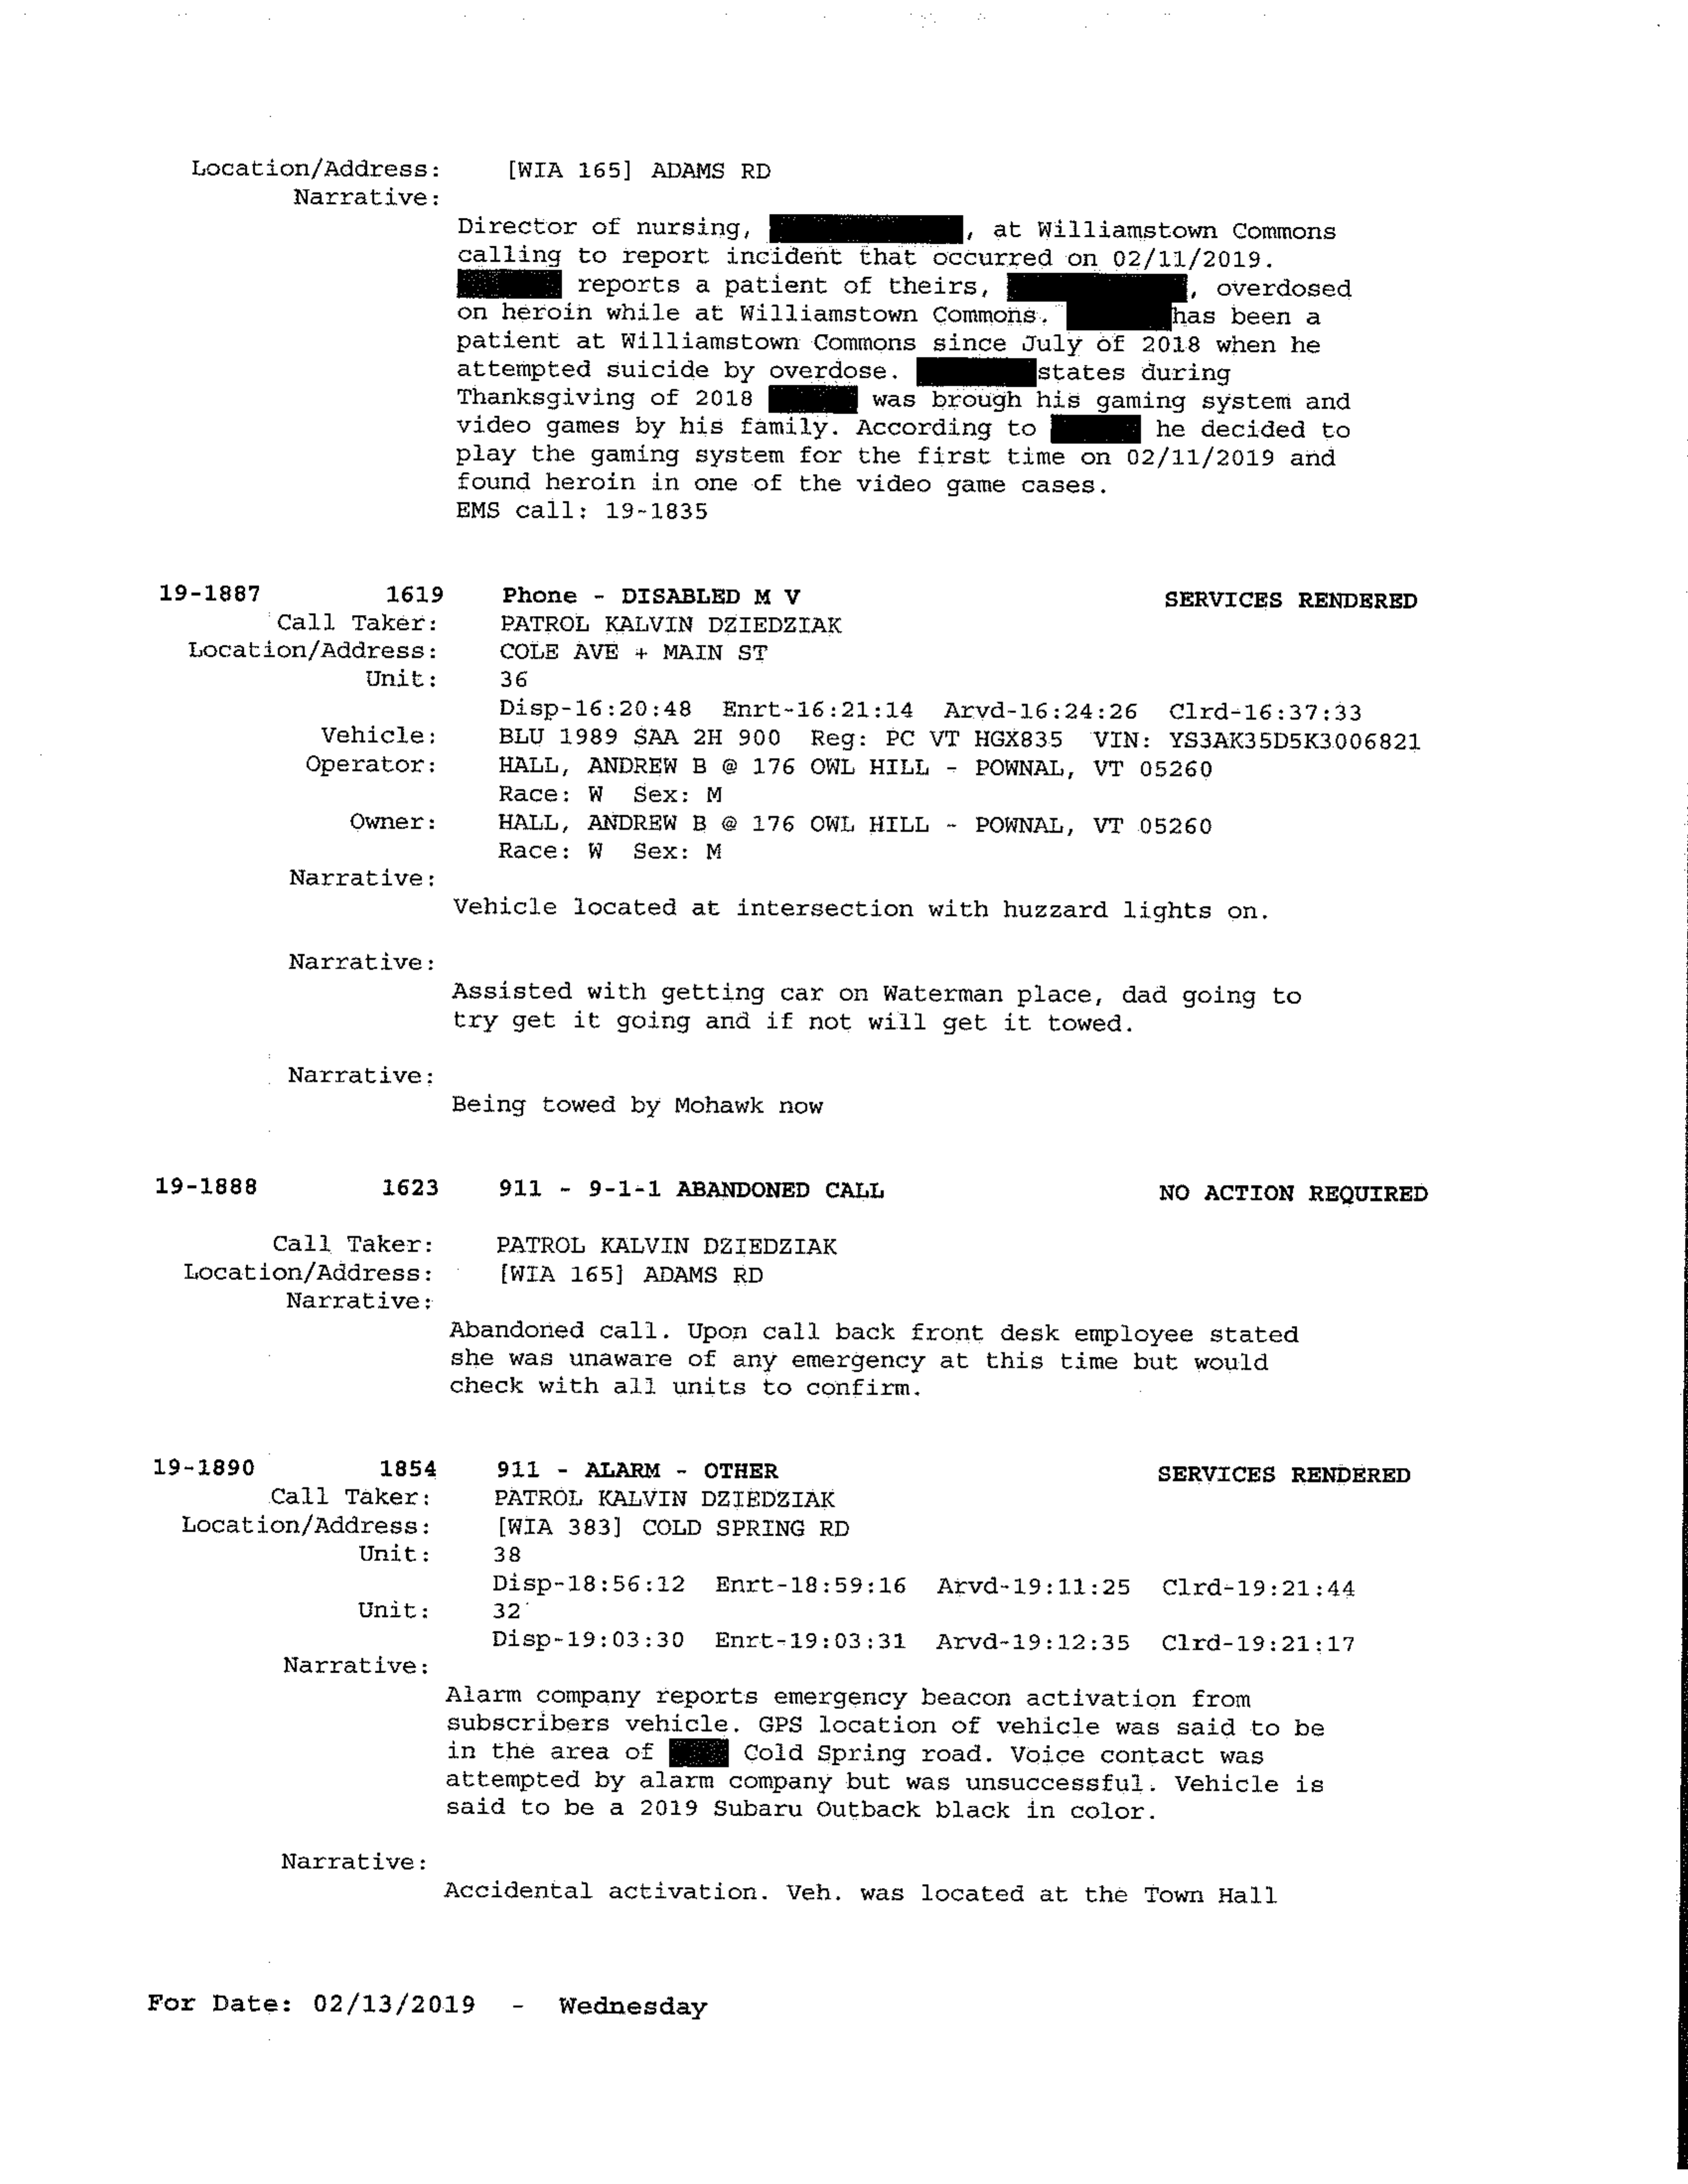 Location/Address: [WIA 165] ADAMS RD
Narrative:
Director of nursing, , at Williamstown Commons
calling to report incident that occurred on 02/11/2019.
reports a patient of theirs, , overdosed
on heroin while at Williamstown Commons. has been a
patient at Williamstown Commons since July of 2018 when he
attempted suicide by overdose. states during
Thanksgiving of 2018 was brough his gaming system and
video games by his family. According to he decided to
play the gaming system for the first time on 02/11/2019 and
found heroin in one of the video game cases.
EMS call: 19-1835
19-1887 1619 Phone - DISABLED M V SERVICES RENDERED
Call Taker: PATROL KALVIN DZIEDZIAK
Location/Address: COLE AVE + MAIN ST
Unit: 36
Disp-16:20:48 Enrt-16:21:14 Arvd-16:24:26 Clrd-16:37:33
Vehicle: BLU 1989 SAA 2H 900 Reg: PC VT HGX835 VIN: YS3AK35D5K3006821
Operator: HALL, ANDREW B @ 176 OWL HILL - POWNAL, VT 05260
Race: W Sex: M
Owner: HALL, ANDREW B @ 176 OWL HILL - POWNAL, VT 05260
Race: W Sex: M
Narrative:
Vehicle located at intersection with huzzard lights on.
Narrative:
Assisted with getting car on Waterman place, dad going to
try get it going and if not will get it towed.
Narrative:
Being towed by Mohawk now
19-1888 1623 911 - 9-1-1 ABANDONED CALL NO ACTION REQUIRED
Call Taker: PATROL KALVIN DZIEDZIAK
Location/Address: [WIA 165] ADAMS RD
Narrative:
Abandoned call. Upon call back front desk employee stated
she was unaware of any emergency at this time but would
check with all units to confirm.
19-1890 1854 911 - ALARM - OTHER SERVICES RENDERED
Call Taker: PATROL KALVIN DZIEDZIAK
Location/Address: [WIA 383] COLD SPRING RD
Unit: 38
Disp-18:56:12 Enrt-18:59:16 Arvd-19:11:25 Clrd-19:21:44
Unit: 32
Disp-19:03:30 Enrt-19:03:31 Arvd-19:12:35 Clrd-19:21:17
Narrative:
Alarm company reports emergency beacon activation from
subscribers vehicle. GPS location of vehicle was said to be
in the area of Cold Spring road. Voice contact was
attempted by alarm company but was unsuccessful. Vehicle is
said to be a 2019 Subaru Outback black in color.
Narrative:
Accidental activation. Veh. was located at the Town Hall
For Date: 02/13/2019 - Wednesday